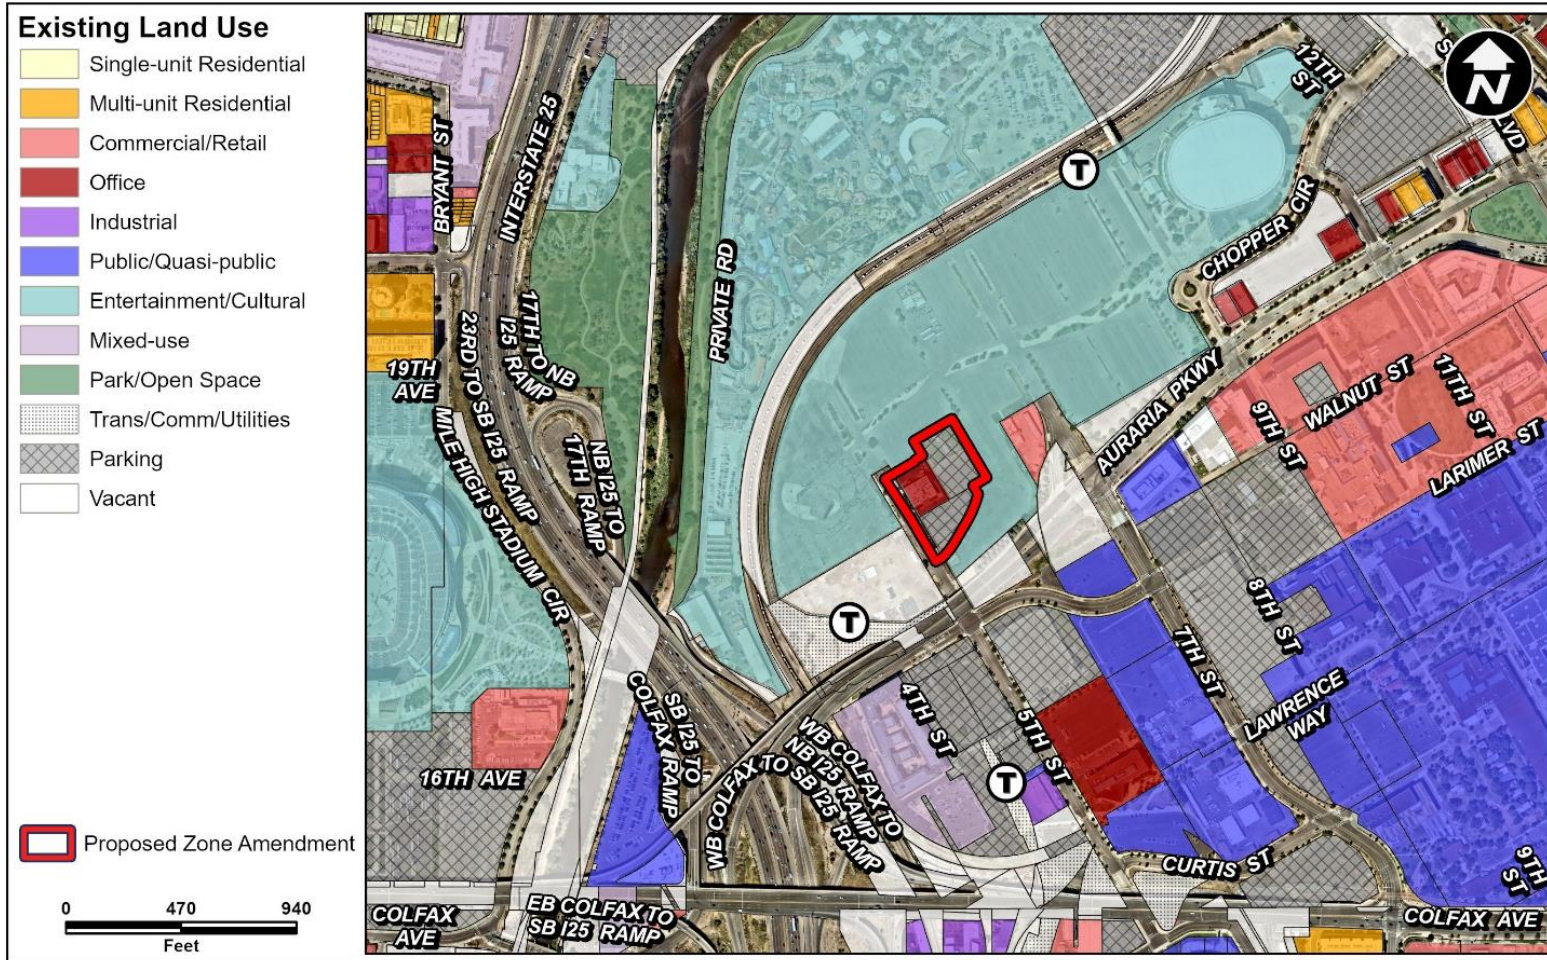 Existing Land Use
Single-unit Residential
Multi-unit Residential
Commercial/Retail
Office
Industrial
Public/Quasi-public
Entertainment/Cultural
Mixed-use
Park/Open Space
Trans/Comm/Utilities
Parking
Vacant
Proposed Zone Amendment
0 470 940
Feet
N
12TH
ST
LVD
BRYANT ST
INTERSTATE 25
T
CHOPPER CIR
PRIVATE RD
17TH TO NB
I25 RAMP
23RD TO SB I25 RAMP
19TH
AVE
MILE HIGH STADIUM CIR
NB I25 TO
17TH RAMP
AURARIA PKWY
9TH ST
WALNUT ST
11TH ST
LARIMER ST
T
8TH ST
7TH ST
LAWRENCE
WAY
4TH ST
5TH ST
T
SB I25 TO
COLFAX RAMP
WB COLFAX TO SB I25 RAMP
WB COLFAX TO
NB I25 RAMP
16TH AVE
CURTIS ST
9TH
ST
COLFAX
AVE
EB COLFAX TO
SB I25 RAMP
COLFAX AVE